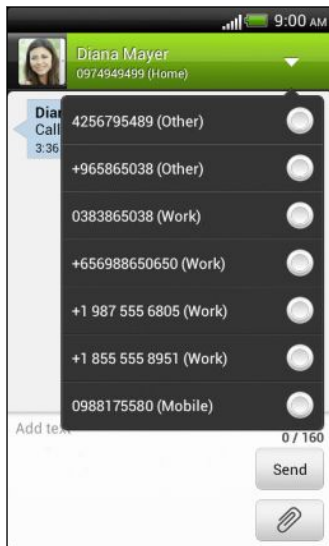 9:00 AM
Diana Mayer
0974949499 (Home)
Dian
Call
3:36
4256795489 (Other)
+965865038 (Other)
0383865038 (Work)
+656988650650 (Work)
+1 987 555 6805 (Work)
+1 855 555 8951 (Work)
0988175580 (Mobile)
Add text
0 / 160
Send